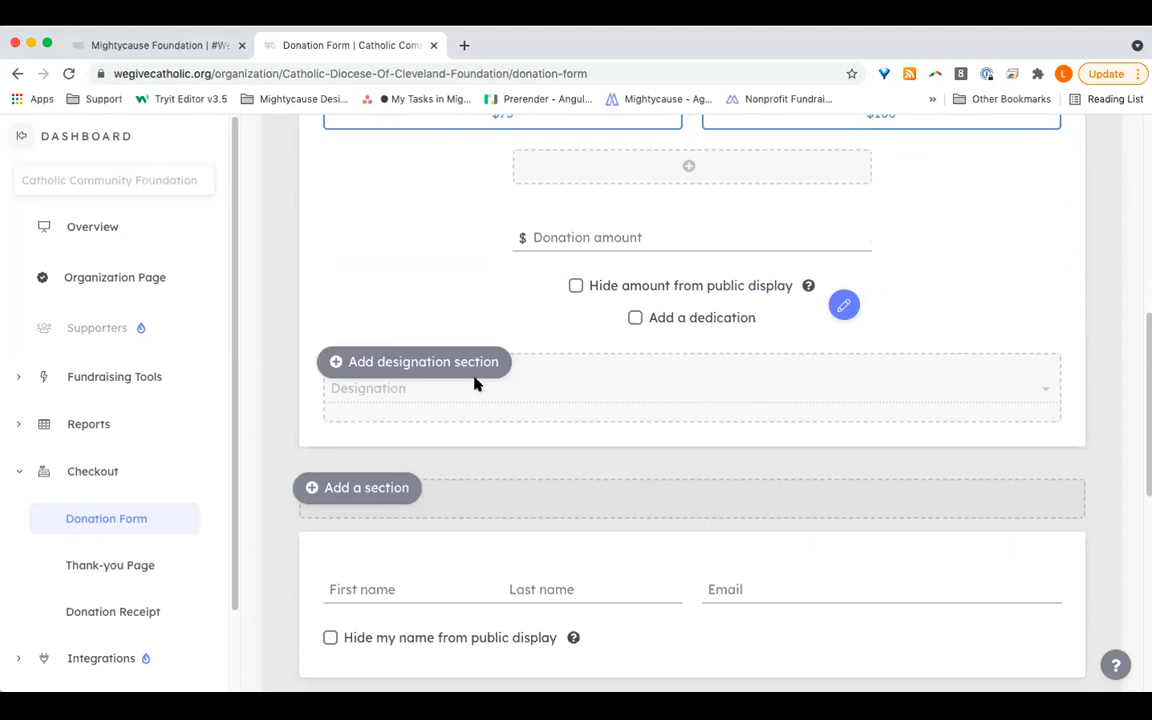 Mightycause Foundation | #We
Donation Form | Catholic Com
wegivecatholic.org/organization/Catholic-Diocese-Of-Cleveland-Foundation/donation-form
Update
Apps
Support
Tryit Editor v3.5
Mightycause Desi...
● My Tasks in Mig...
Prerender - Angul...
Mightycause - Ag...
Nonprofit Fundrai...
»
Other Bookmarks
Reading List
DASHBOARD
Catholic Community Foundation
Overview
Organization Page
Supporters
Fundraising Tools
Reports
Checkout
Donation Form
Thank-you Page
Donation Receipt
Integrations
$75
$100
$ Donation amount
Hide amount from public display ?
Add a dedication
Add designation section
Designation
Add a section
First name
Last name
Email
Hide my name from public display ?
?